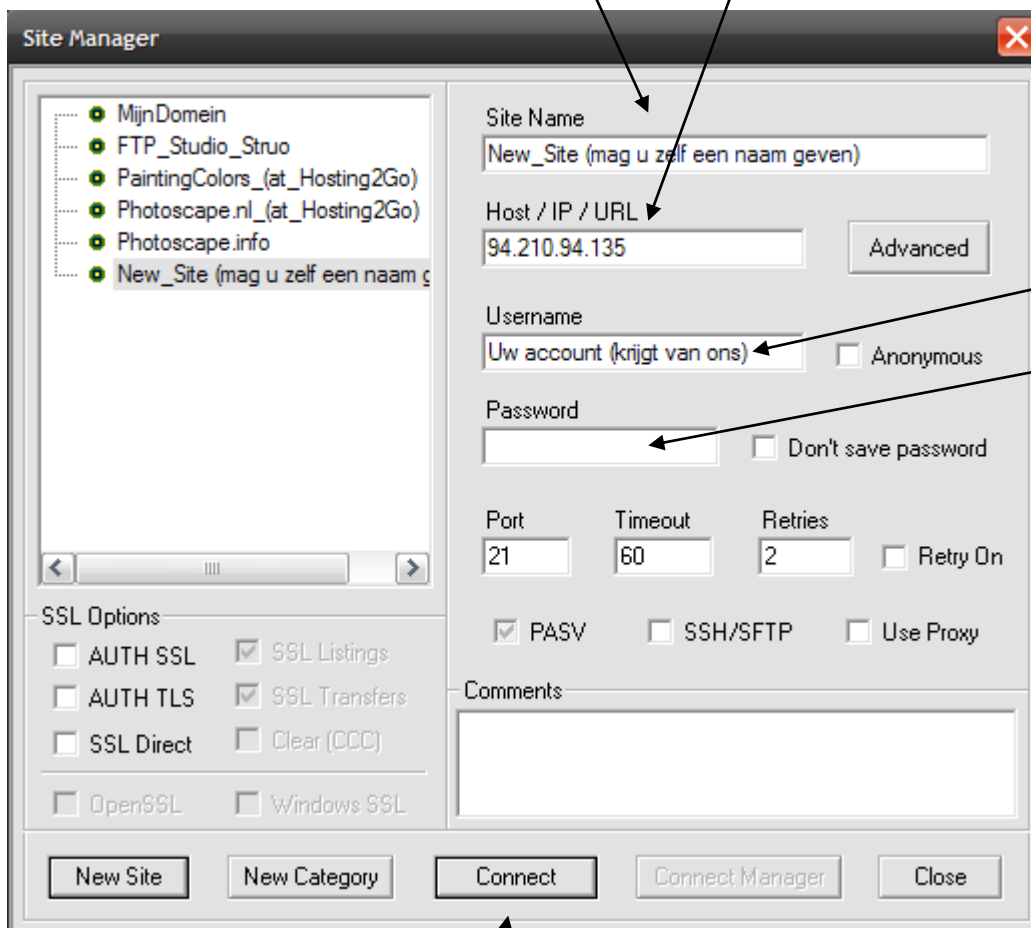 Site Manager
MijnDomein
FTP_Studio_Struo
PaintingColors_(at_Hosting2Go)
Photoscape.nl_(at_Hosting2Go)
Photoscape.info
New_Site (mag u zelf een naam g
Site Name
New_Site (mag u zelf een naam geven)
Host / IP / URL
94.210.94.135
Advanced
Username
Uw account (krijgt van ons)
Anonymous
Password
Don't save password
Port Timeout Retries
21 60 2 Retry On
PASV SSH/SFTP Use Proxy
SSL Options
AUTH SSL SSL Listings
AUTH TLS SSL Transfers
SSL Direct Clear (CCC)
OpenSSL Windows SSL
Comments
New Site New Category Connect Connect Manager Close